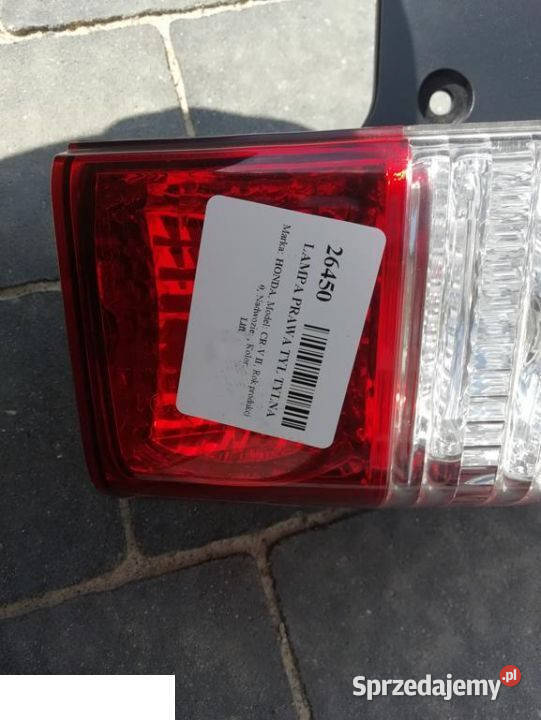 26450
LAMPA PRAWA TYŁ TYLNA
Marka: HONDA, Model: CR-V II, Rok produkcji
0, Nadwozie: , Kolor:
Lift
Sprzedajemy.pl